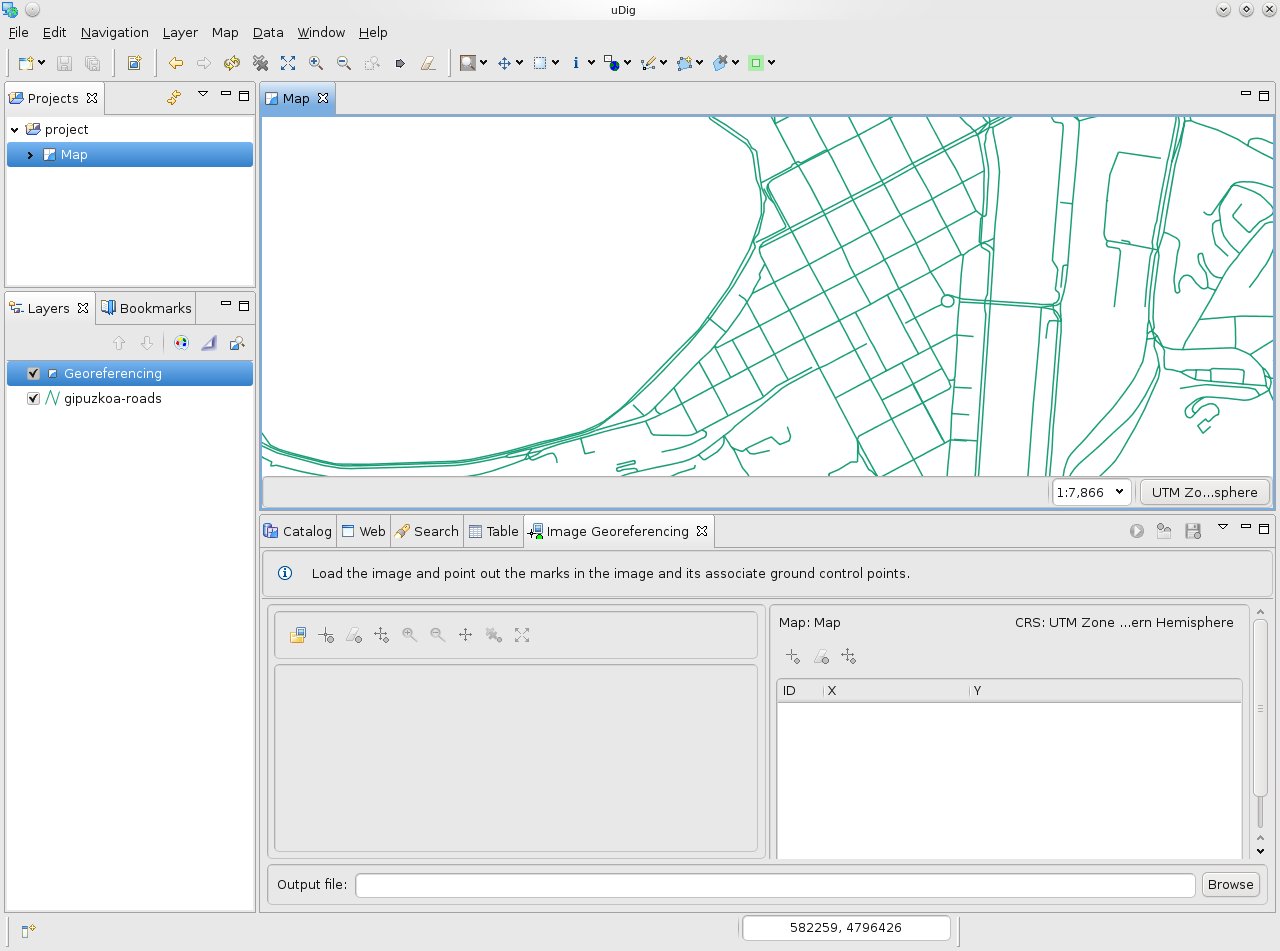 uDig
File Edit Navigation Layer Map Data Window Help
Projects
project
Map
Layers Bookmarks
Georeferencing
gipuzkoa-roads
Map
1:7,866 UTM Zo...sphere
Catalog Web Search Table Image Georeferencing
Load the image and point out the marks in the image and its associate ground control points.
Map: Map CRS: UTM Zone ...ern Hemisphere
ID X Y
Output file: Browse
582259, 4796426